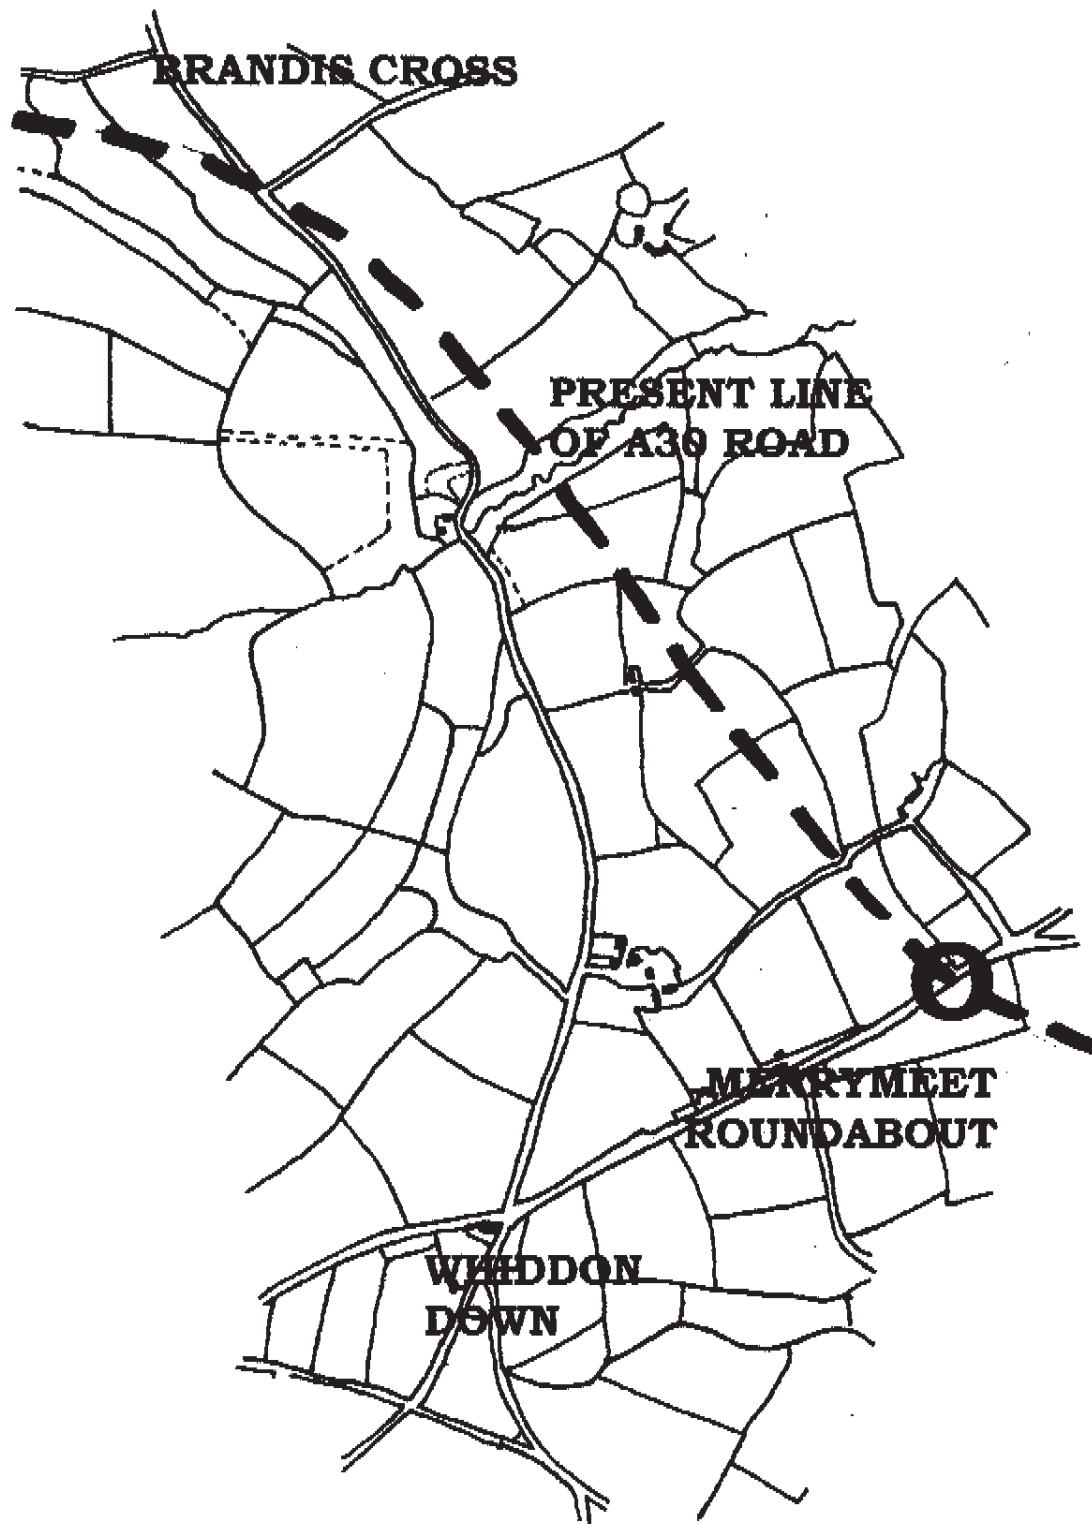 BRANDIS CROSS
PRESENT LINE
OF A30 ROAD
MERRYMEET
ROUNDABOUT
WHIDDON
DOWN